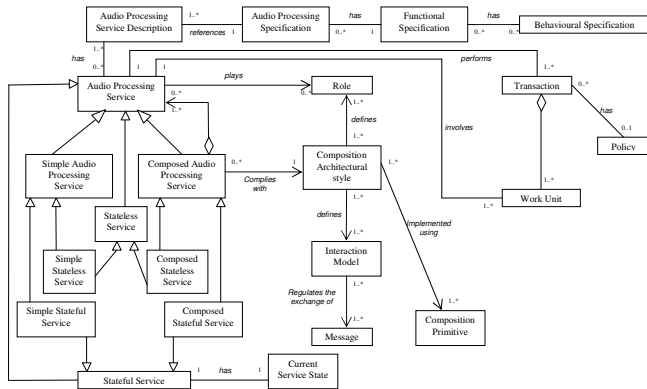 Audio Processing
Service Description
1..*
references
1
Audio Processing
Specification
has
0..*
1
Functional
Specification
has
0..*
0..*
Behavioural Specification
1..*
has
0..*
Audio Processing
Service
1
1
plays
0..*
0..*
1..*
Role
1..*
performs
1..*
Transaction
0..*
has
0..1
Policy
defines
1..*
involves
Simple Audio
Processing
Service
Composed Audio
Processing
Service
0..*
Complies
with
1
Composition
Architectural
style
1..*
1..*
1..*
1..*
Work Unit
Stateless
Service
defines
Implemented
using
1..*
Interaction
Model
1..*
Simple
Stateless
Service
Composed
Stateless
Service
Regulates the
exchange of
1..*
Message
1..*
Composition
Primitive
Simple Stateful
Service
Composed
Stateful Service
Stateful Service
1
has
1
Current
Service State